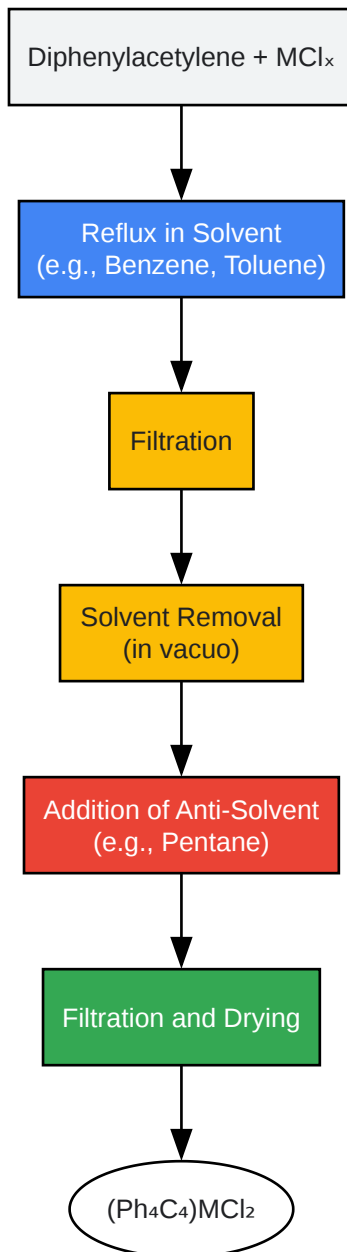 Diphenylacetylene + MClₓ
Reflux in Solvent
(e.g., Benzene, Toluene)
Filtration
Solvent Removal
(in vacuo)
Addition of Anti-Solvent
(e.g., Pentane)
Filtration and Drying
(Ph₄C₄)MCl₂